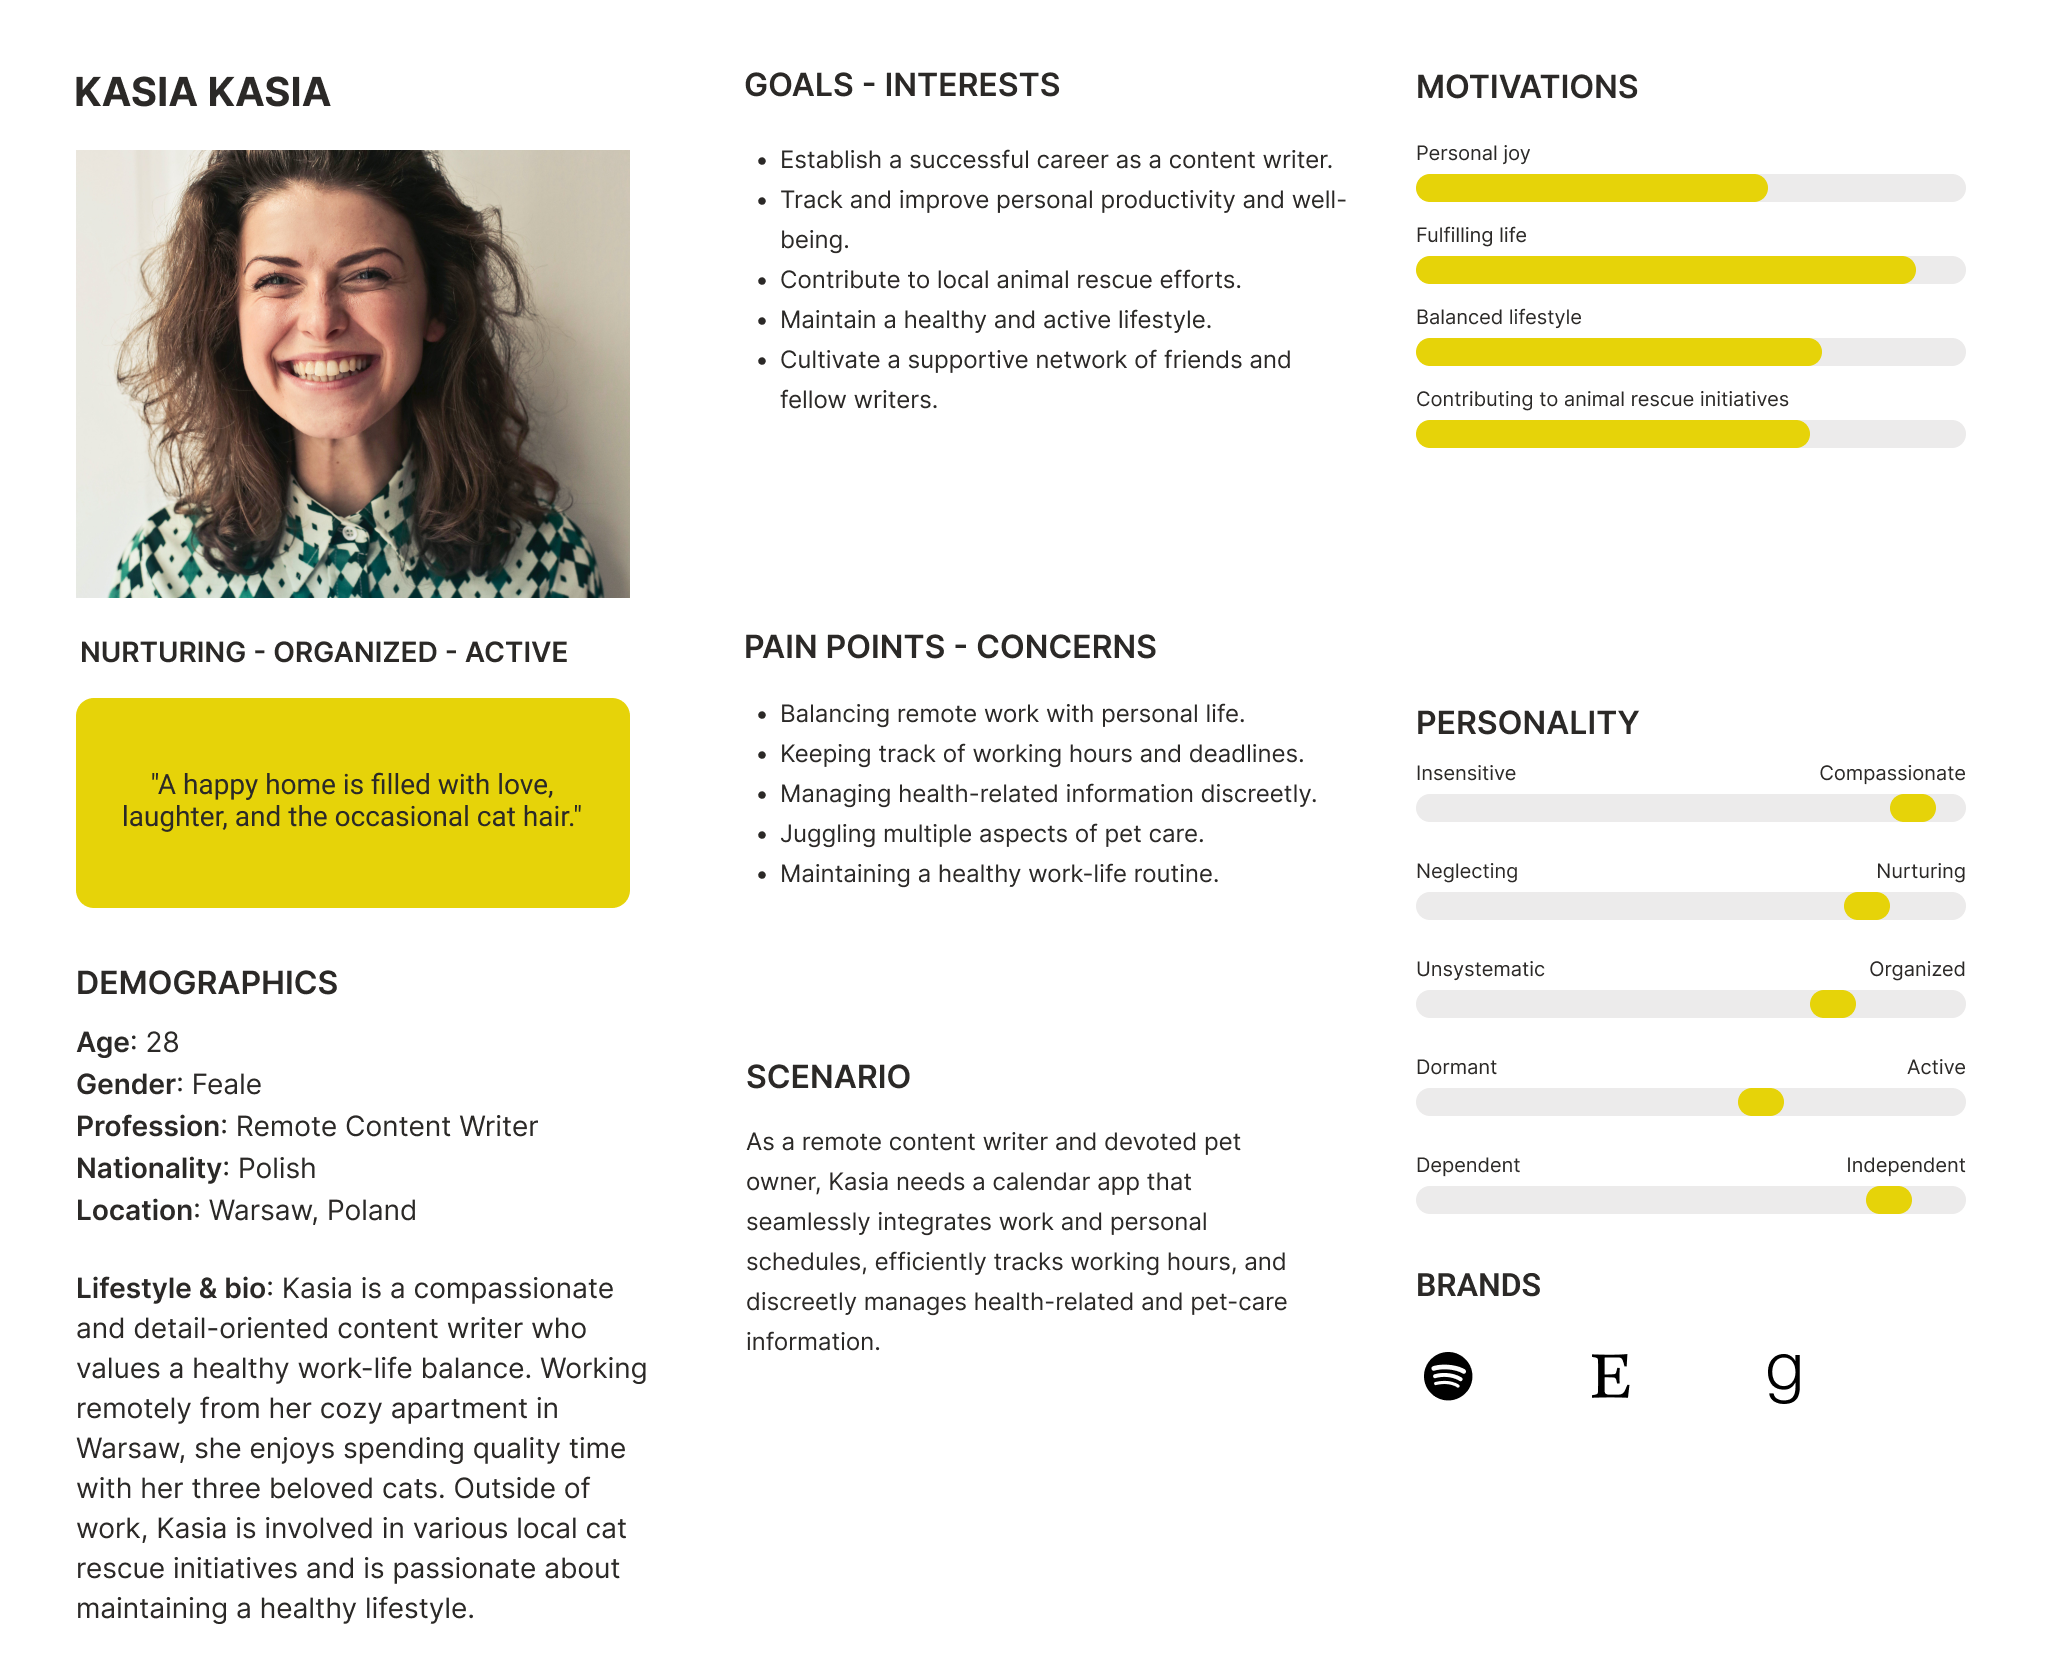 KASIA KASIA
NURTURING - ORGANIZED - ACTIVE
"A happy home is filled with love,
laughter, and the occasional cat hair."
DEMOGRAPHICS
Age: 28
Gender: Feale
Profession: Remote Content Writer
Nationality: Polish
Location: Warsaw, Poland
Lifestyle & bio: Kasia is a compassionate
and detail-oriented content writer who
values a healthy work-life balance. Working
remotely from her cozy apartment in
Warsaw, she enjoys spending quality time
with her three beloved cats. Outside of
work, Kasia is involved in various local cat
rescue initiatives and is passionate about
maintaining a healthy lifestyle.
GOALS - INTERESTS
• Establish a successful career as a content writer.
• Track and improve personal productivity and well-
being.
• Contribute to local animal rescue efforts.
• Maintain a healthy and active lifestyle.
• Cultivate a supportive network of friends and
fellow writers.
PAIN POINTS - CONCERNS
• Balancing remote work with personal life.
• Keeping track of working hours and deadlines.
• Managing health-related information discreetly.
• Juggling multiple aspects of pet care.
• Maintaining a healthy work-life routine.
SCENARIO
As a remote content writer and devoted pet
owner, Kasia needs a calendar app that
seamlessly integrates work and personal
schedules, efficiently tracks working hours, and
discreetly manages health-related and pet-care
information.
MOTIVATIONS
Personal joy
Fulfilling life
Balanced lifestyle
Contributing to animal rescue initiatives
PERSONALITY
Insensitive Compassionate
Neglecting Nurturing
Unsystematic Organized
Dormant Active
Dependent Independent
BRANDS
E g